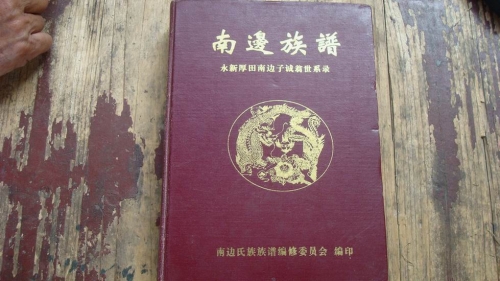 南邊族譜
永新厚田南边子诚翁世系录
南边氏族族谱编修委员会 编印